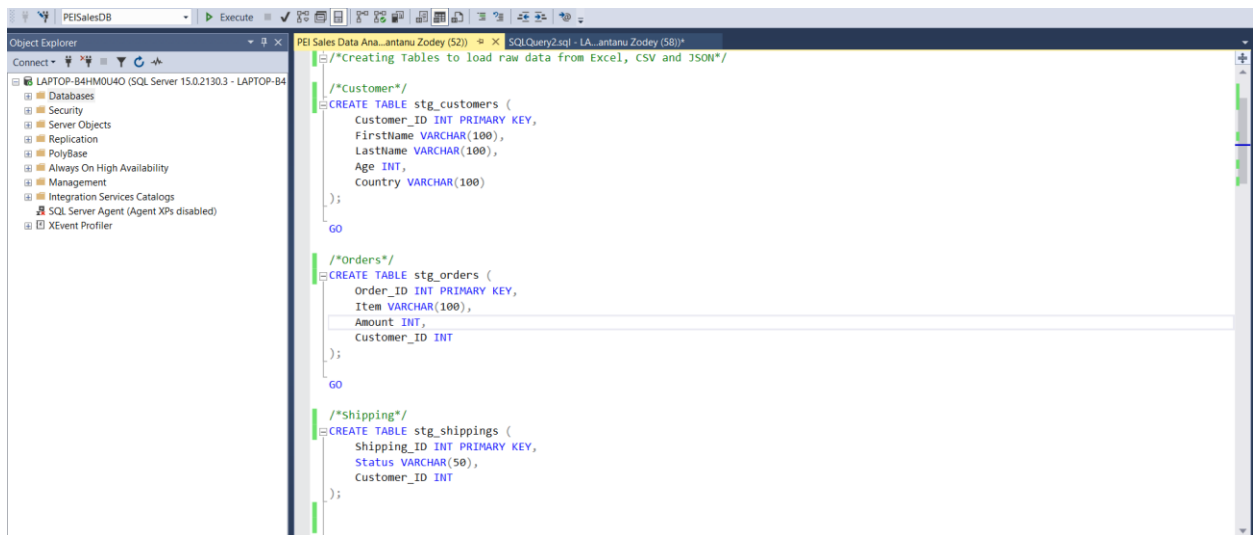 PEISalesDB
Execute
Object Explorer
Connect
LAPTOP-B4HM0U4O (SQL Server 15.0.2130.3 - LAPTOP-B4
Databases
Security
Server Objects
Replication
PolyBase
Always On High Availability
Management
Integration Services Catalogs
SQL Server Agent (Agent XPs disabled)
XEvent Profiler
PEI Sales Data Ana...antanu Zodey (52)) SQLQuery2.sql - LA...antanu Zodey (58))*
/*Creating Tables to load raw data from Excel, CSV and JSON*/
/*Customer*/
CREATE TABLE stg_customers (
Customer_ID INT PRIMARY KEY,
FirstName VARCHAR(100),
LastName VARCHAR(100),
Age INT,
Country VARCHAR(100)
);
GO
/*Orders*/
CREATE TABLE stg_orders (
Order_ID INT PRIMARY KEY,
Item VARCHAR(100),
Amount INT,
Customer_ID INT
);
GO
/*Shipping*/
CREATE TABLE stg_shippings (
Shipping_ID INT PRIMARY KEY,
Status VARCHAR(50),
Customer_ID INT
);